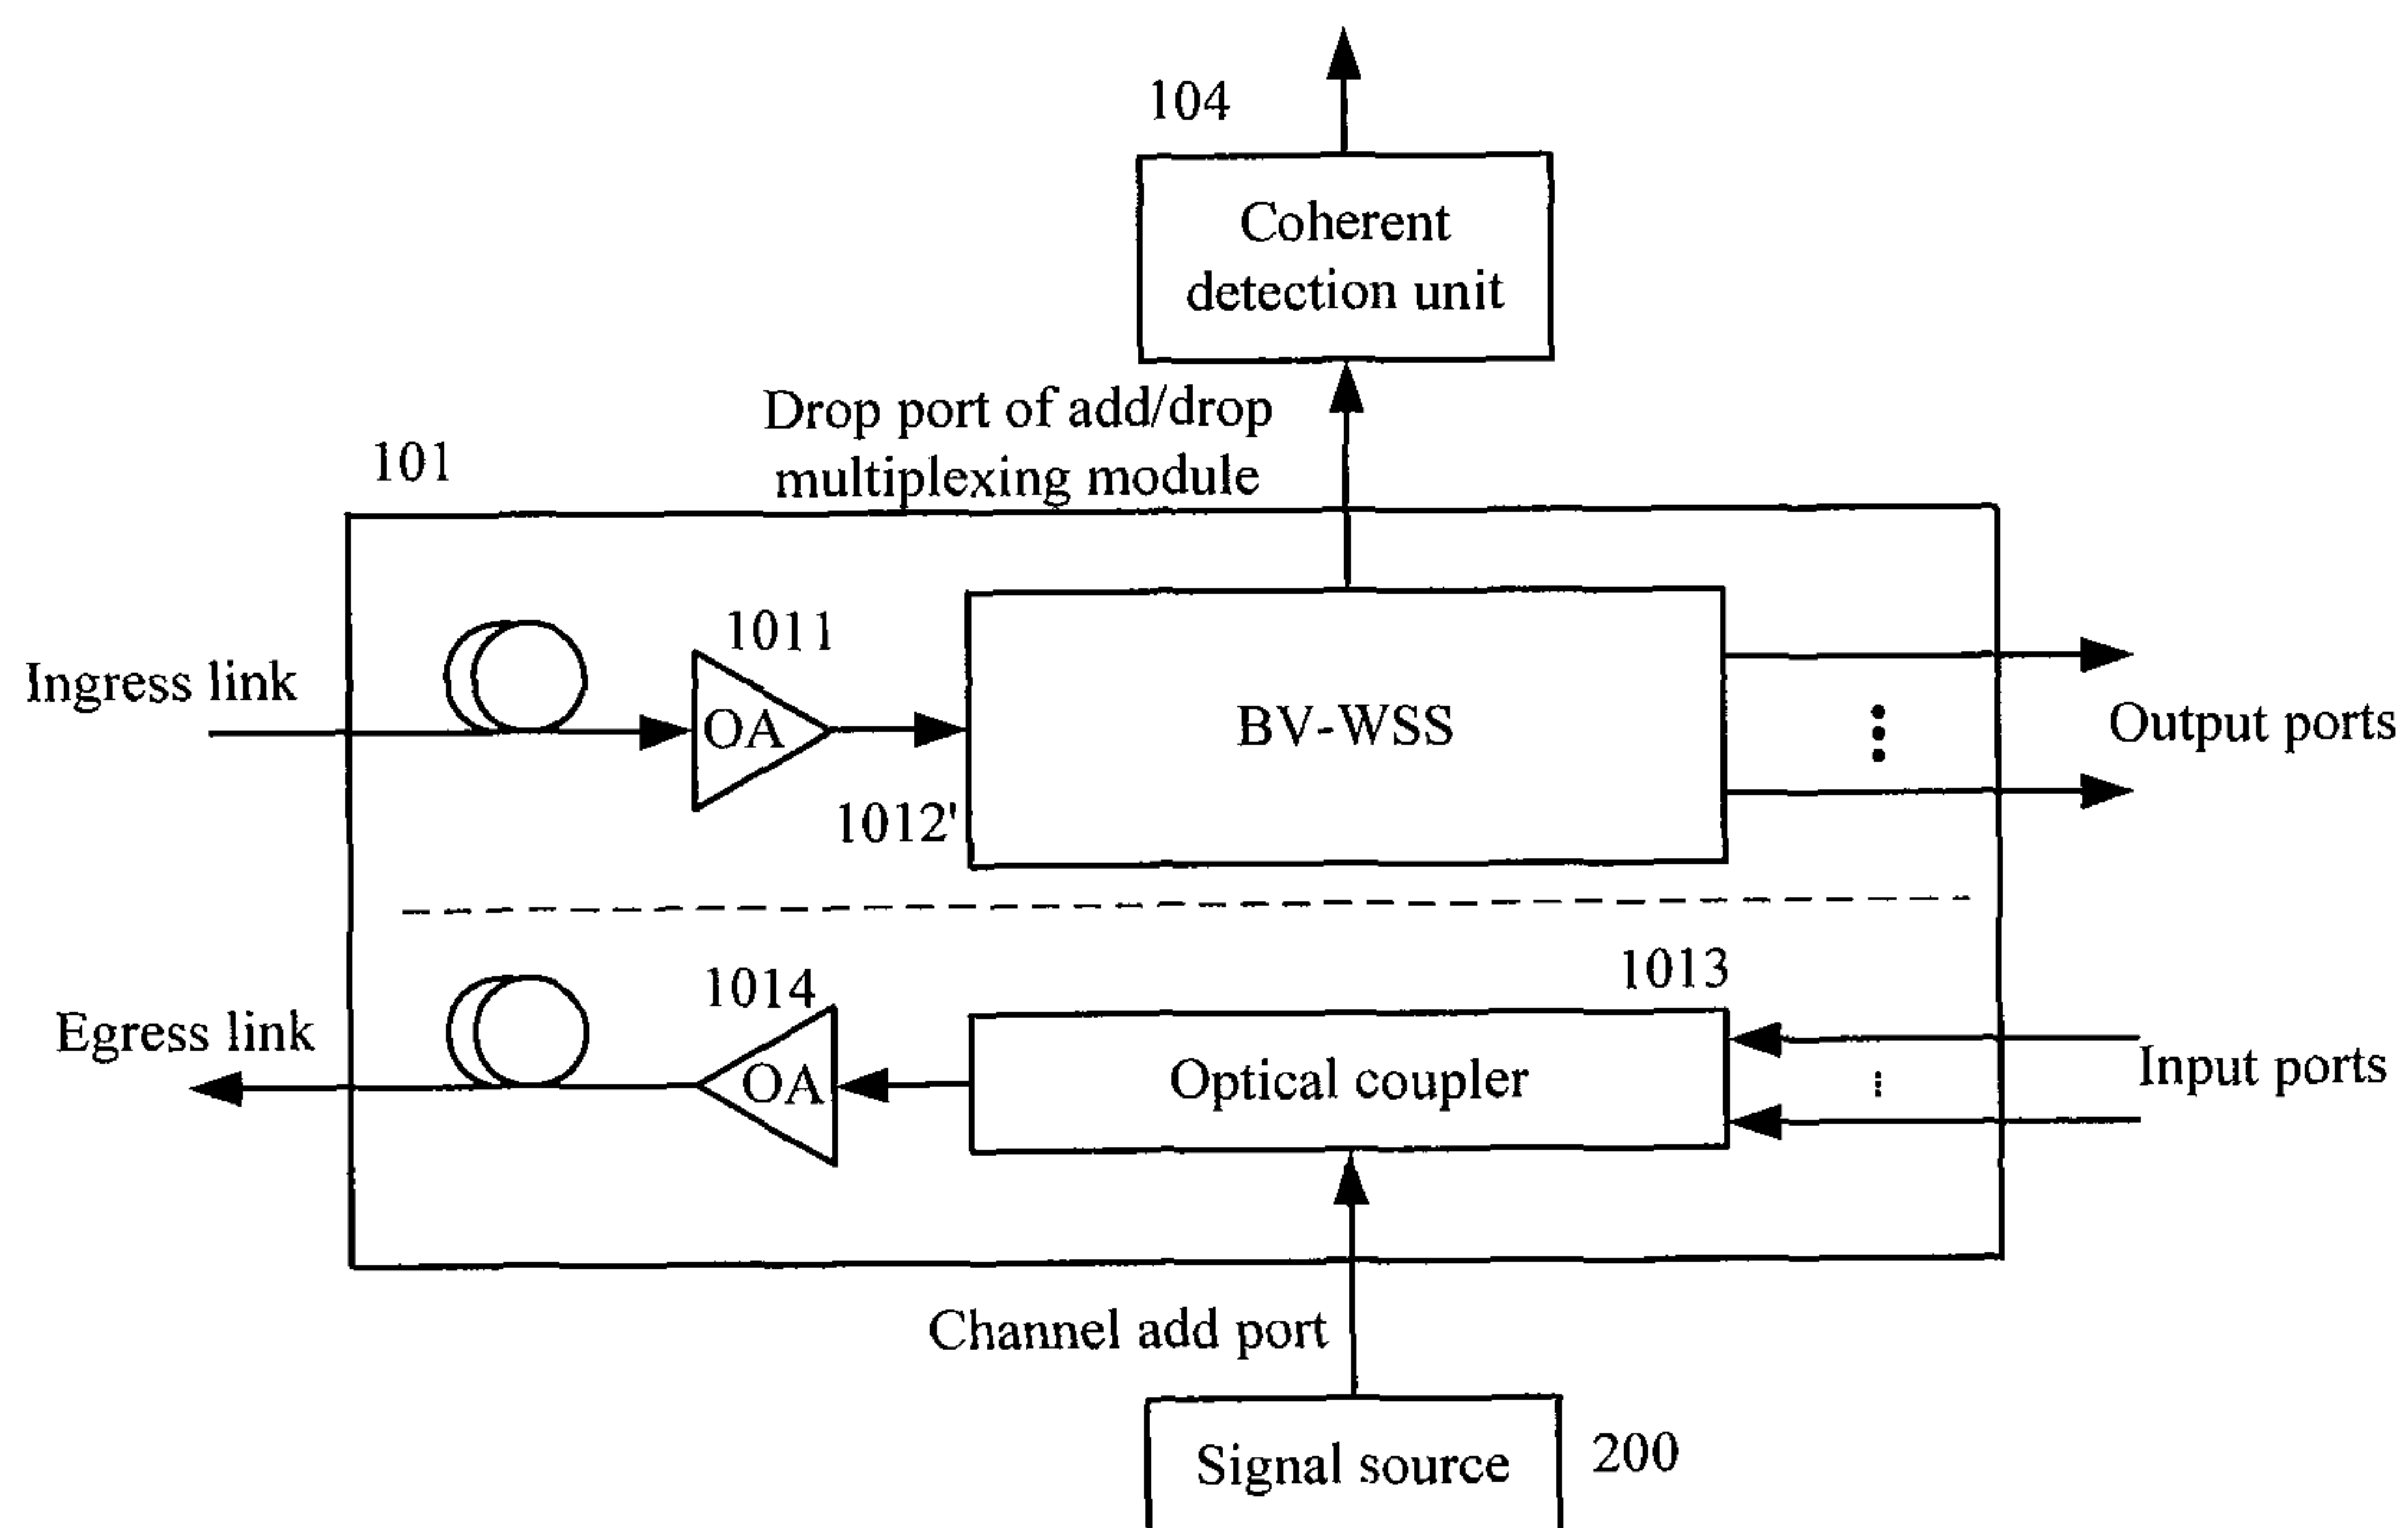 104
Coherent
detection unit
Drop port of add/drop
multiplexing module
101
1011
Ingress link
OA
BV-WSS
Output ports
1012'
1013
1014
Egress link
OA
Optical coupler
Input ports
Channel add port
Signal source
200